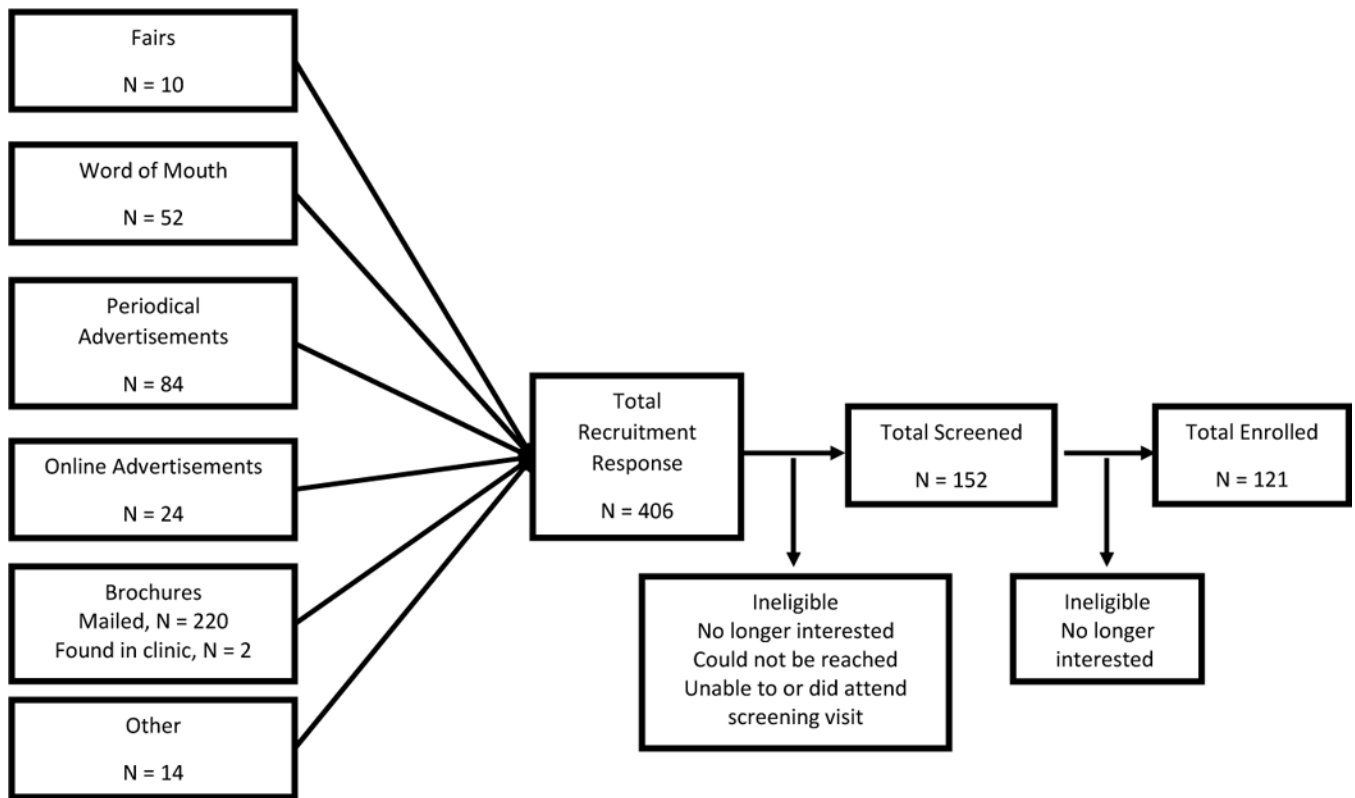 Fairs
N = 10
Word of Mouth
N = 52
Periodical
Advertisements
N = 84
Online Advertisements
N = 24
Brochures
Mailed, N = 220
Found in clinic, N = 2
Other
N = 14
Total
Recruitment
Response
N = 406
Total Screened
N = 152
Total Enrolled
N = 121
Ineligible
No longer interested
Could not be reached
Unable to or did attend
screening visit
Ineligible
No longer
interested